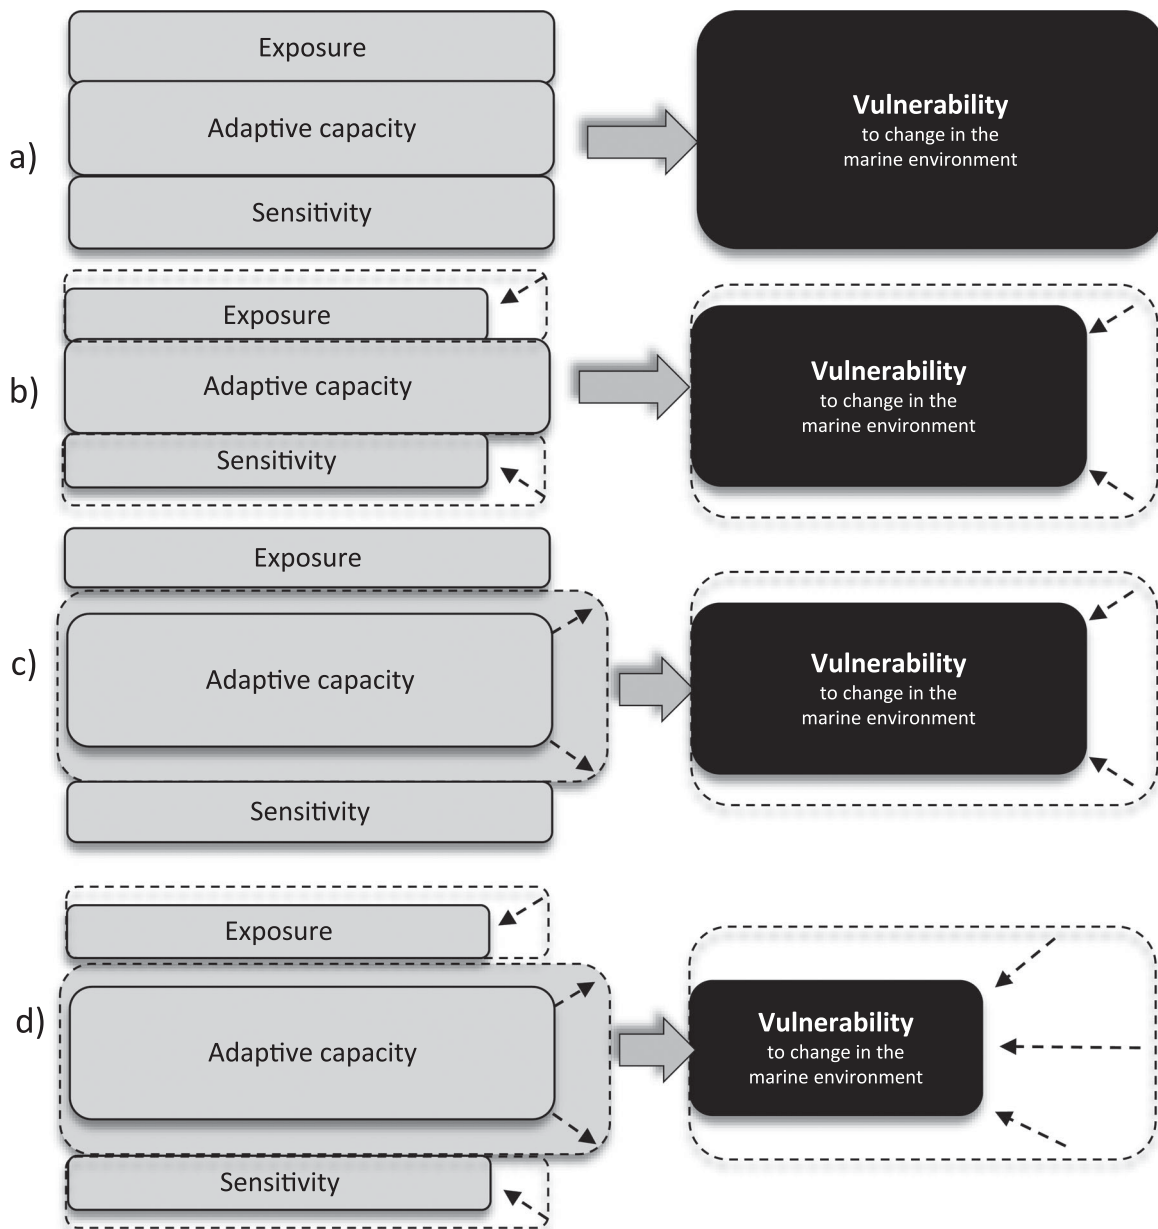 a)
Exposure
Adaptive capacity
Sensitivity
Vulnerability
to change in the
marine environment
b)
Exposure
Adaptive capacity
Sensitivity
Vulnerability
to change in the
marine environment
c)
Exposure
Adaptive capacity
Sensitivity
Vulnerability
to change in the
marine environment
d)
Exposure
Adaptive capacity
Sensitivity
Vulnerability
to change in the
marine environment